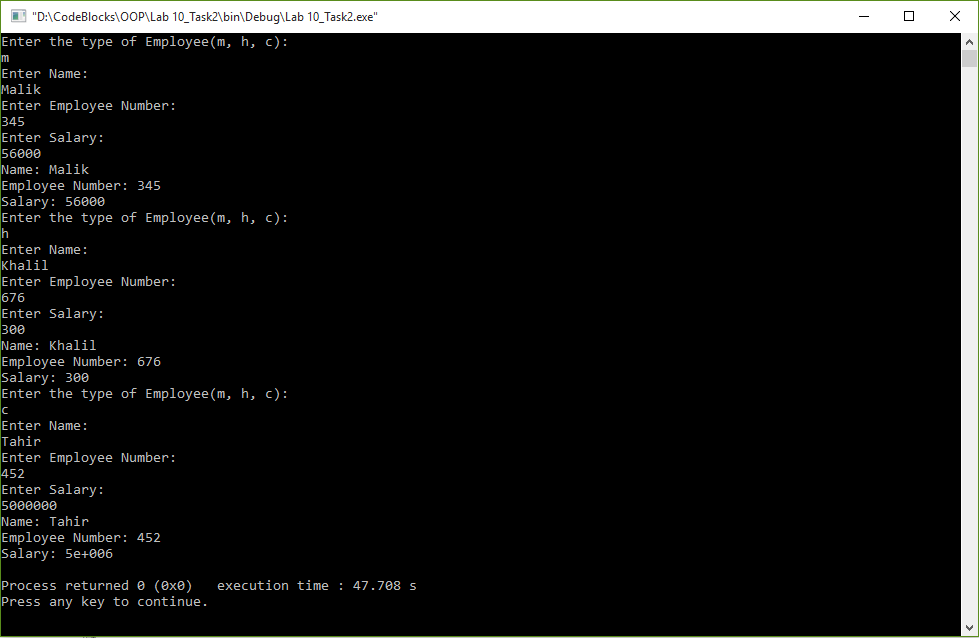 "D:\CodeBlocks\OOP\Lab 10_Task2\bin\Debug\Lab 10_Task2.exe"
Enter the type of Employee(m, h, c):
m
Enter Name:
Malik
Enter Employee Number:
345
Enter Salary:
56000
Name: Malik
Employee Number: 345
Salary: 56000
Enter the type of Employee(m, h, c):
h
Enter Name:
Khalil
Enter Employee Number:
676
Enter Salary:
300
Name: Khalil
Employee Number: 676
Salary: 300
Enter the type of Employee(m, h, c):
c
Enter Name:
Tahir
Enter Employee Number:
452
Enter Salary:
5000000
Name: Tahir
Employee Number: 452
Salary: 5e+006
Process returned 0 (0x0)   execution time : 47.708 s
Press any key to continue.